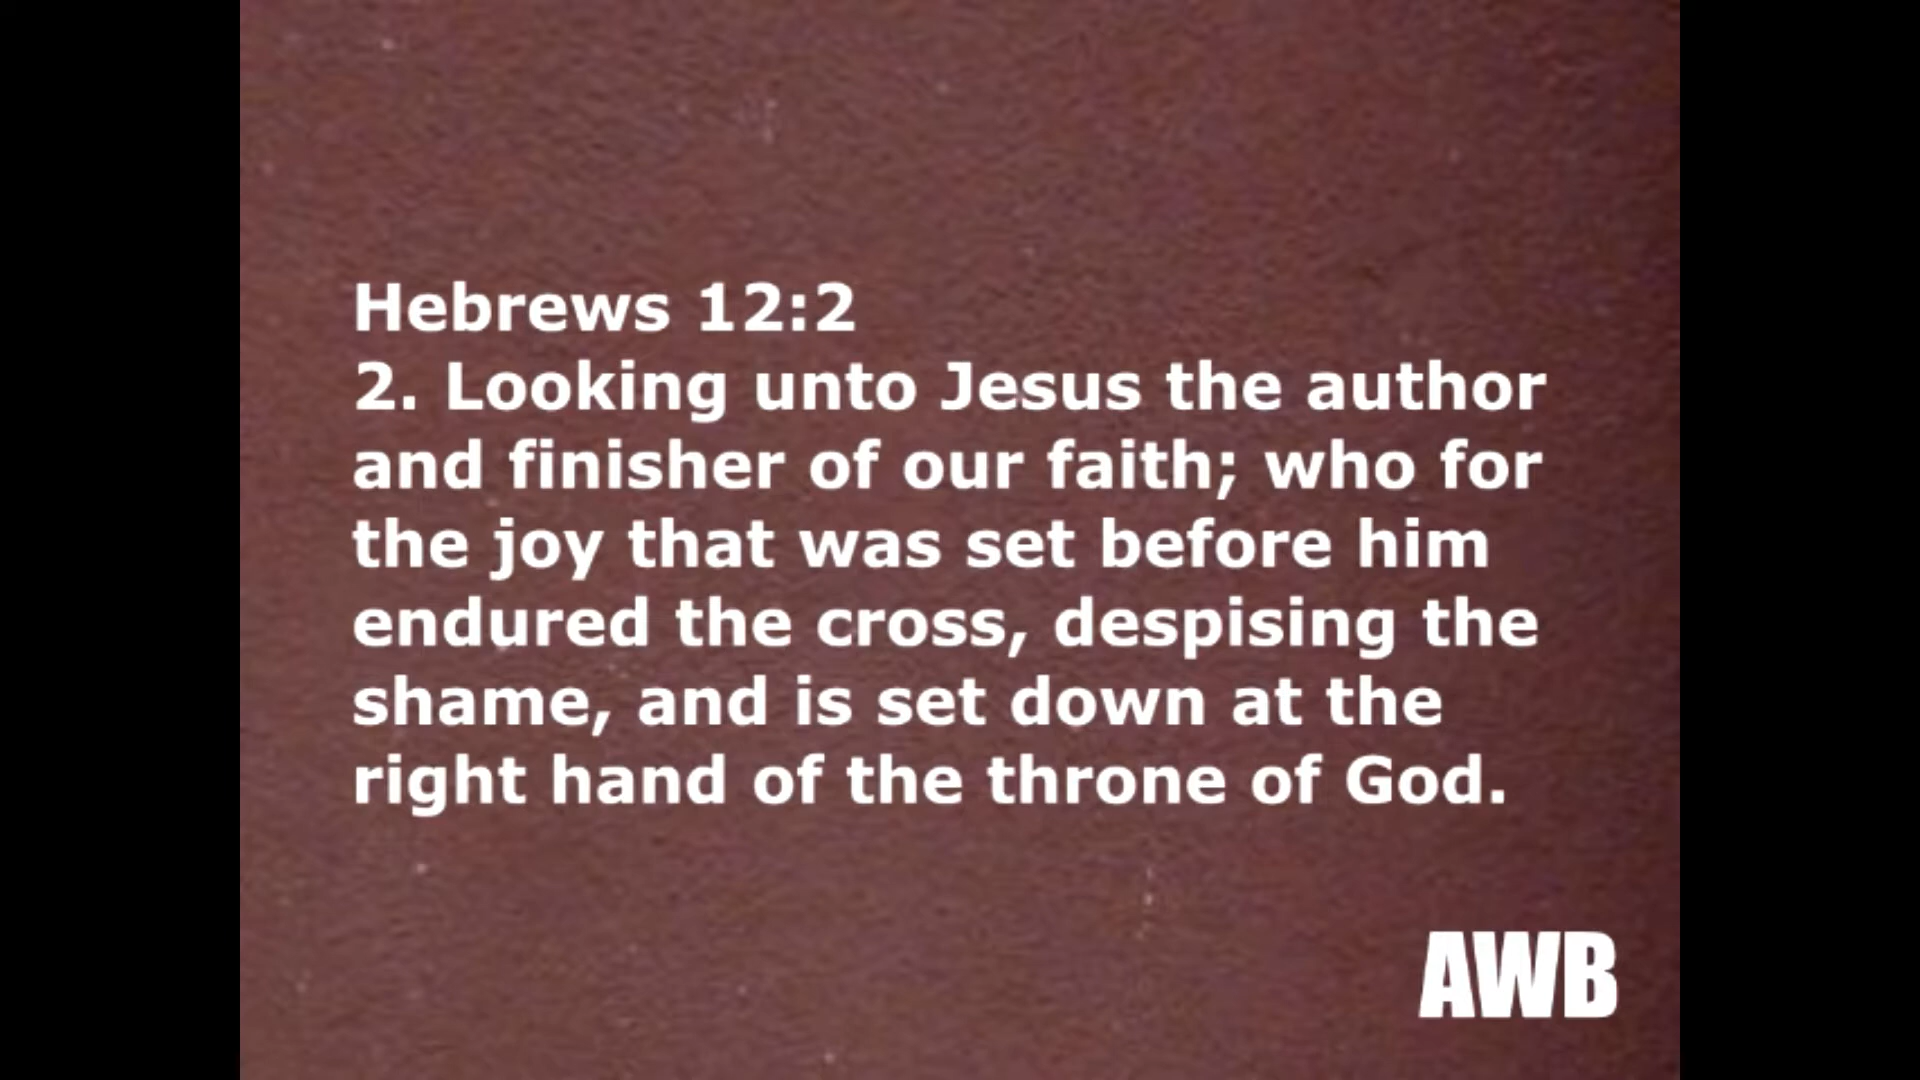 Hebrews 12:2
2. Looking unto Jesus the author
and finisher of our faith; who for
the joy that was set before him
endured the cross, despising the
shame, and is set down at the
right hand of the throne of God.
AWB